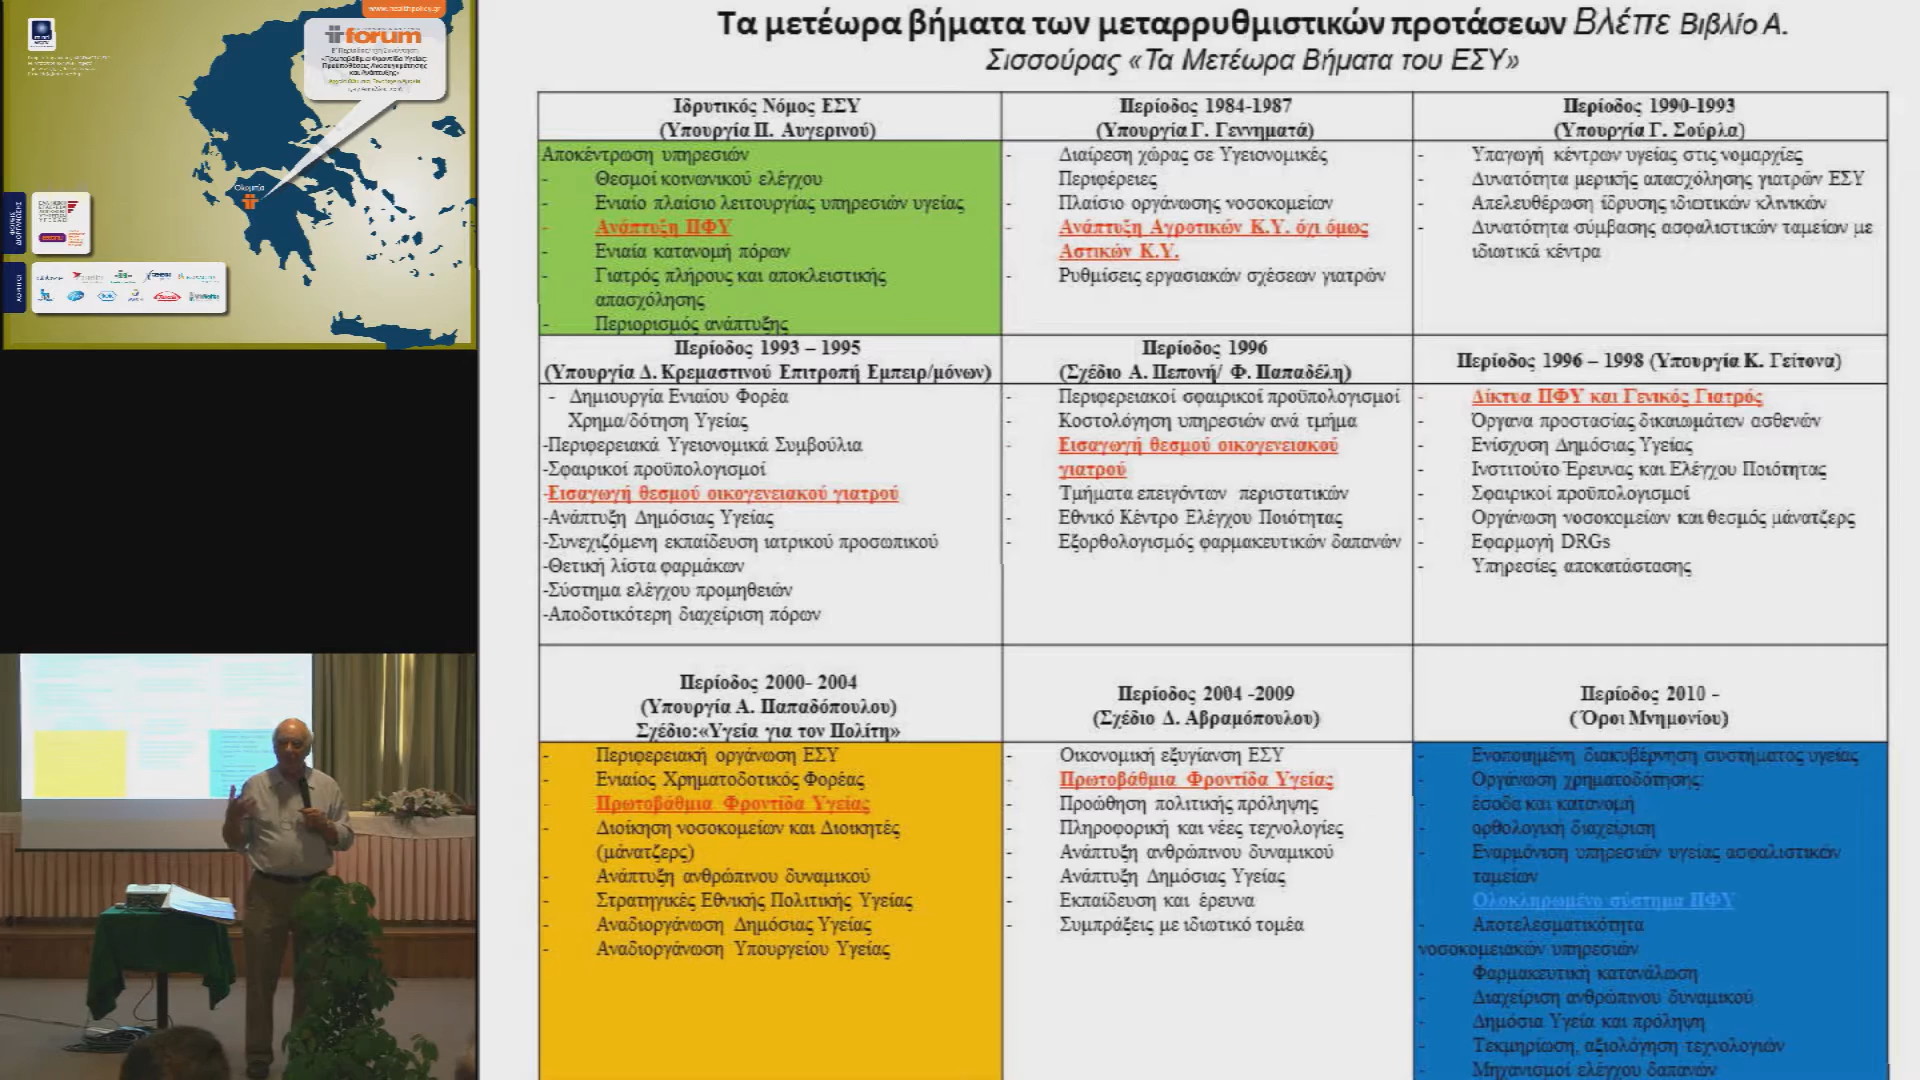 www.healthpolicy.gr
forum
Ολυμπία
Τα μετέωρα βήματα των μεταρρυθμιστικών προτάσεων Βλέπε Βιβλίο Α.
Σισσούρας «Τα Μετέωρα Βήματα του ΕΣΥ»
Ιδρυτικός Νόμος ΕΣΥ
(Υπουργία Π. Αυγερινού)
Αποκέντρωση υπηρεσιών
- Θεσμοί κοινωνικού ελέγχου
- Ενιαίο πλαίσιο λειτουργίας υπηρεσιών υγείας
- Ανάπτυξη ΠΦΥ
- Ενιαία κατανομή πόρων
- Γιατρός πλήρους και αποκλειστικής
απασχόλησης
- Περιορισμός ανάπτυξης
Περίοδος 1984-1987
(Υπουργία Γ. Γεννηματά)
- Διαίρεση χώρας σε Υγειονομικές
Περιφέρειες
- Πλαίσιο οργάνωσης νοσοκομείων
- Ανάπτυξη Αγροτικών Κ.Υ. όχι όμως
Αστικών Κ.Υ.
- Ρυθμίσεις εργασιακών σχέσεων γιατρών
Περίοδος 1990-1993
(Υπουργία Γ. Σούρλα)
- Υπαγωγή κέντρων υγείας στις νομαρχίες
- Δυνατότητα μερικής απασχόλησης γιατρών ΕΣΥ
- Απελευθέρωση ίδρυσης ιδιωτικών κλινικών
- Δυνατότητα σύμβασης ασφαλιστικών ταμείων με
ιδιωτικά κέντρα
Περίοδος 1993 – 1995
(Υπουργία Δ. Κρεμαστινού Επιτροπή Εμπειρ/μόνων)
- Δημιουργία Ενιαίου Φορέα
Χρημα/δότηση Υγείας
-Περιφερειακά Υγειονομικά Συμβούλια
-Σφαιρικοί προϋπολογισμοί
-Εισαγωγή θεσμού οικογενειακού γιατρού
-Ανάπτυξη Δημόσιας Υγείας
-Συνεχιζόμενη εκπαίδευση ιατρικού προσωπικού
-Θετική λίστα φαρμάκων
-Σύστημα ελέγχου προμηθειών
-Αποδοτικότερη διαχείριση πόρων
Περίοδος 1996
(Σχέδιο Α. Πεπονή/ Φ. Παπαδέλη)
- Περιφερειακοί σφαιρικοί προϋπολογισμοί
- Κοστολόγηση υπηρεσιών ανά τμήμα
- Εισαγωγή θεσμού οικογενειακού
γιατρού
- Τμήματα επειγόντων περιστατικών
- Εθνικό Κέντρο Ελέγχου Ποιότητας
- Εξορθολογισμός φαρμακευτικών δαπανών
Περίοδος 1996 – 1998 (Υπουργία Κ. Γείτονα)
- Δίκτυα ΠΦΥ και Γενικός Γιατρός
- Όργανα προστασίας δικαιωμάτων ασθενών
- Ενίσχυση Δημόσιας Υγείας
- Ινστιτούτο Έρευνας και Ελέγχου Ποιότητας
- Σφαιρικοί προϋπολογισμοί
- Οργάνωση νοσοκομείων και θεσμός μάνατζερς
- Εφαρμογή DRGs
- Υπηρεσίες αποκατάστασης
Περίοδος 2000- 2004
(Υπουργία Α. Παπαδόπουλου)
Σχέδιο:«Υγεία για τον Πολίτη»
- Περιφερειακή οργάνωση ΕΣΥ
- Ενιαίος Χρηματοδοτικός Φορέας
- Πρωτοβάθμια Φροντίδα Υγείας
- Διοίκηση νοσοκομείων και Διοικητές
(μάνατζερς)
- Ανάπτυξη ανθρώπινου δυναμικού
- Στρατηγικές Εθνικής Πολιτικής Υγείας
- Αναδιοργάνωση Δημόσιας Υγείας
- Αναδιοργάνωση Υπουργείου Υγείας
Περίοδος 2004 -2009
(Σχέδιο Δ. Αβραμόπουλου)
- Οικονομική εξυγίανση ΕΣΥ
- Πρωτοβάθμια Φροντίδα Υγείας
- Προώθηση πολιτικής πρόληψης
- Πληροφορική και νέες τεχνολογίες
- Ανάπτυξη ανθρώπινου δυναμικού
- Ανάπτυξη Δημόσιας Υγείας
- Εκπαίδευση και έρευνα
- Συμπράξεις με ιδιωτικό τομέα
Περίοδος 2010 -
( Όροι Μνημονίου)
- Ενοποιημένη διακυβέρνηση συστήματος υγείας
- Οργάνωση χρηματοδότησης:
- έσοδα και κατανομή
- ορθολογική διαχείριση
- Εναρμόνιση υπηρεσιών υγείας ασφαλιστικών
ταμείων
- Ολοκληρωμένο σύστημα ΠΦΥ
- Αποτελεσματικότητα
νοσοκομειακών υπηρεσιών
- Φαρμακευτική κατανάλωση
- Διαχείριση ανθρώπινου δυναμικού
- Δημόσια Υγεία και πρόληψη
- Τεκμηρίωση, αξιολόγηση τεχνολογιών
- Μηχανισμοί ελέγχου δαπανών